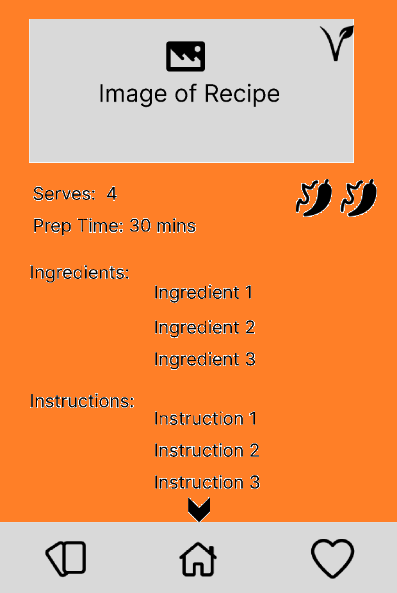 Image of Recipe
Serves: 4
Prep Time: 30 mins
Ingredients:
Ingredient 1
Ingredient 2
Ingredient 3
Instructions:
Instruction 1
Instruction 2
Instruction 3